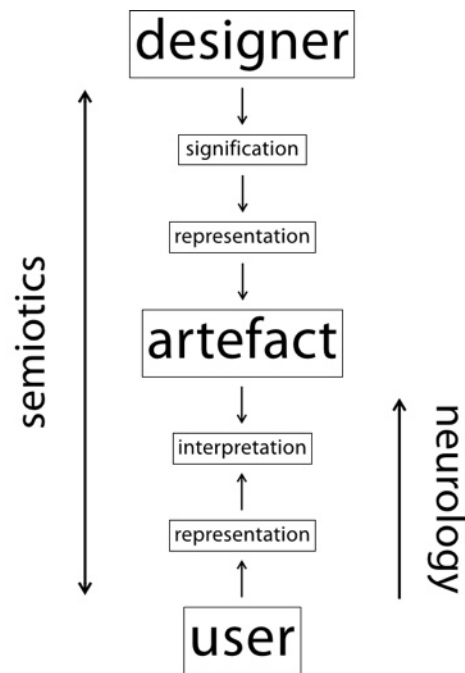 designer
signification
representation
artefact
interpretation
representation
user
semiotics
neurology